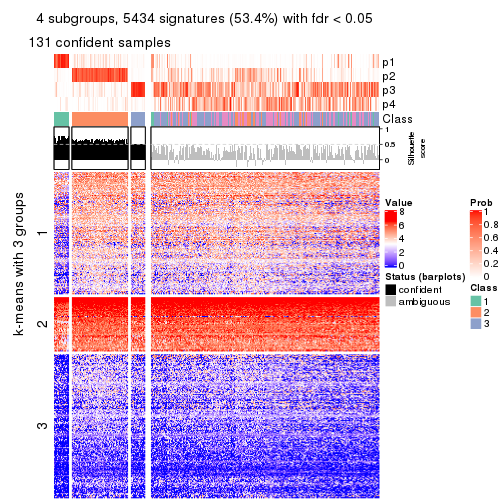 4 subgroups, 5434 signatures (53.4%) with fdr < 0.05
131 confident samples
p1
p2
p3
p4
Class
1
0.5
0
Silhouette
score
k-means with 3 groups
1
2
3
Value
8
6
4
2
0
Status (barplots)
confident
ambiguous
Prob
1
0.8
0.6
0.4
0.2
0
Class
1
2
3